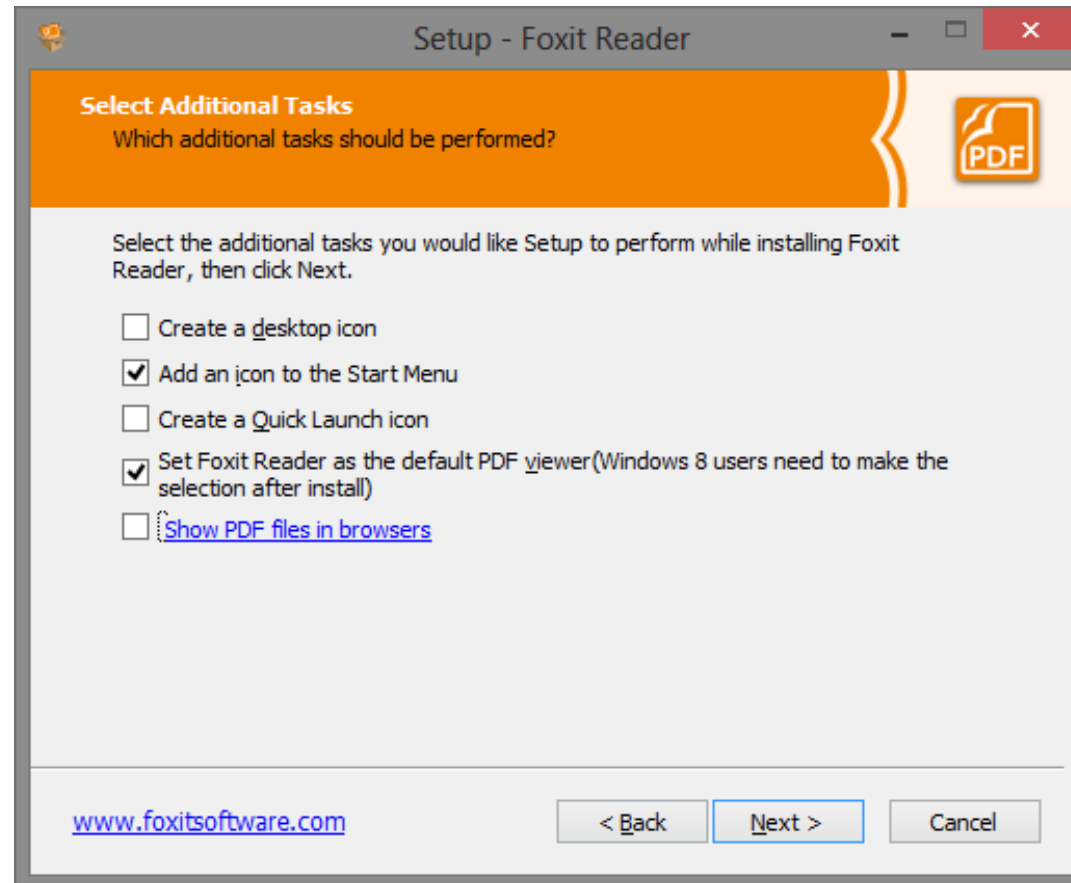 Setup - Foxit Reader
Select Additional Tasks
Which additional tasks should be performed?
PDF
Select the additional tasks you would like Setup to perform while installing Foxit
Reader, then click Next.
Create a desktop icon
Add an icon to the Start Menu
Create a Quick Launch icon
Set Foxit Reader as the default PDF viewer(Windows 8 users need to make the
selection after install)
Show PDF files in browsers
www.foxitsoftware.com
< Back
Next >
Cancel